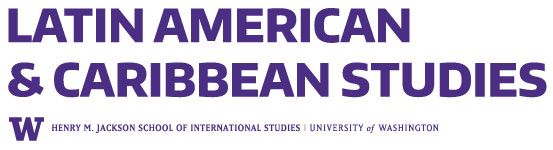 LATIN AMERICAN
& CARIBBEAN STUDIES
W HENRY M. JACKSON SCHOOL OF INTERNATIONAL STUDIES | UNIVERSITY of WASHINGTON